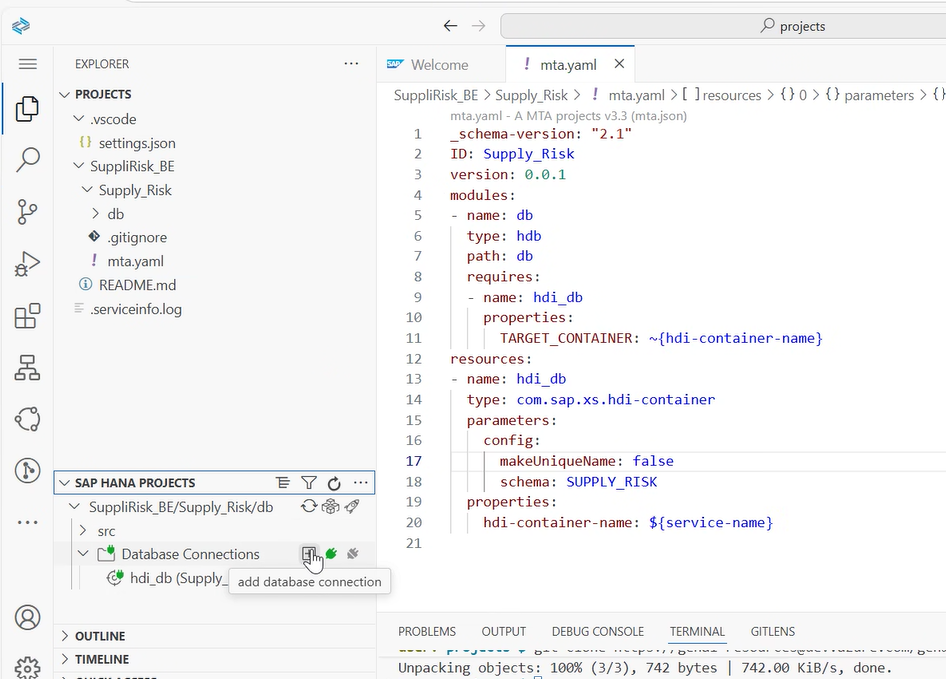 projects
EXPLORER
PROJECTS
.vscode
settings.json
SuppliRisk_BE
Supply_Risk
db
.gitignore
mta.yaml
README.md
.serviceinfo.log
SAP HANA PROJECTS
SuppliRisk_BE/Supply_Risk/db
src
Database Connections
hdi_db (Supply_
add database connection
OUTLINE
TIMELINE
SAP Welcome
! mta.yaml
SuppliRisk_BE > Supply_Risk > ! mta.yaml > [ ] resources > {} 0 > {} parameters > {}
mta.yaml - A MTA projects v3.3 (mta.json)
1 _schema-version: "2.1"
2 ID: Supply_Risk
3 version: 0.0.1
4 modules:
5 - name: db
6 type: hdb
7 path: db
8 requires:
9 - name: hdi_db
10 properties:
11 TARGET_CONTAINER: ~{hdi-container-name}
12 resources:
13 - name: hdi_db
14 type: com.sap.xs.hdi-container
15 parameters:
16 config:
17 makeUniqueName: false
18 schema: SUPPLY_RISK
19 properties:
20 hdi-container-name: ${service-name}
21
PROBLEMS OUTPUT DEBUG CONSOLE TERMINAL GITLENS
Unpacking objects: 100% (3/3), 742 bytes | 742.00 KiB/s, done.